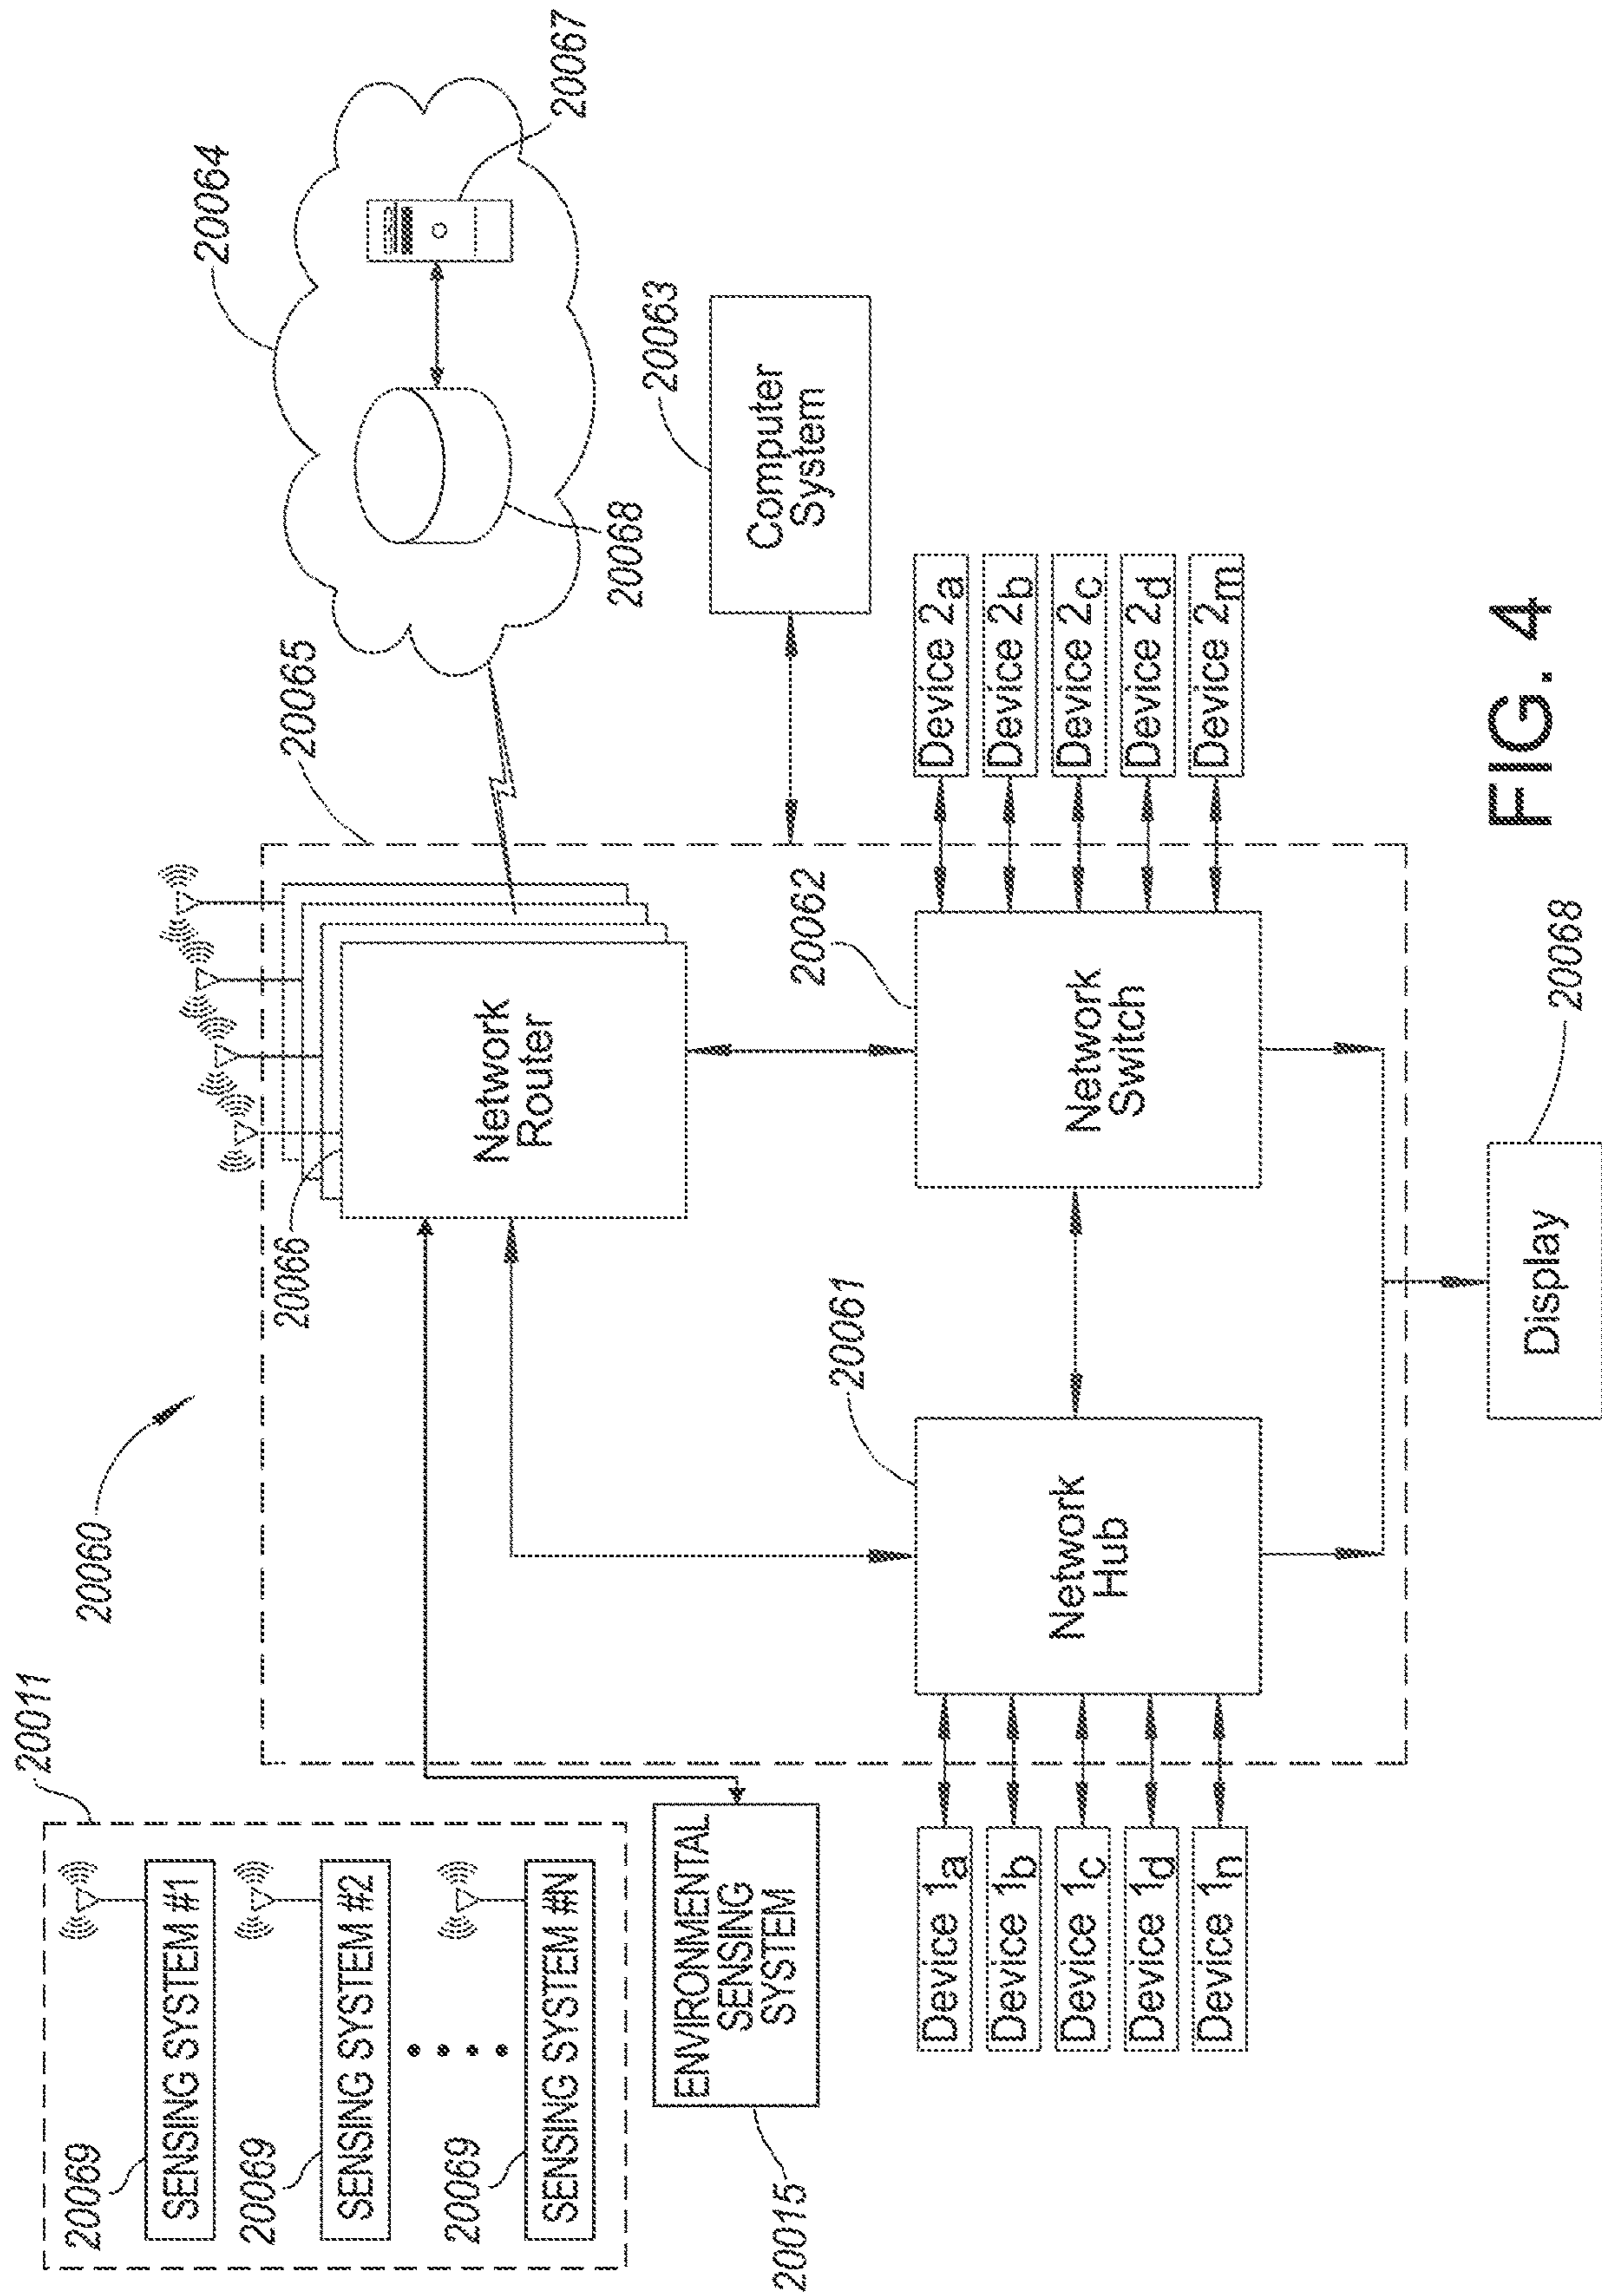 20011
20069
SENSING SYSTEM #1
20069
SENSING SYSTEM #2
20069
SENSING SYSTEM #N
20015
ENVIRONMENTAL
SENSING
SYSTEM
20060
20066
Network
Router
20065
20064
20067
20068
20063
Computer
System
20061
Network
Hub
20062
Network
Switch
Device 1a
Device 1b
Device 1c
Device 1d
Device 1n
Device 2a
Device 2b
Device 2c
Device 2d
Device 2m
Display
20068
FIG. 4